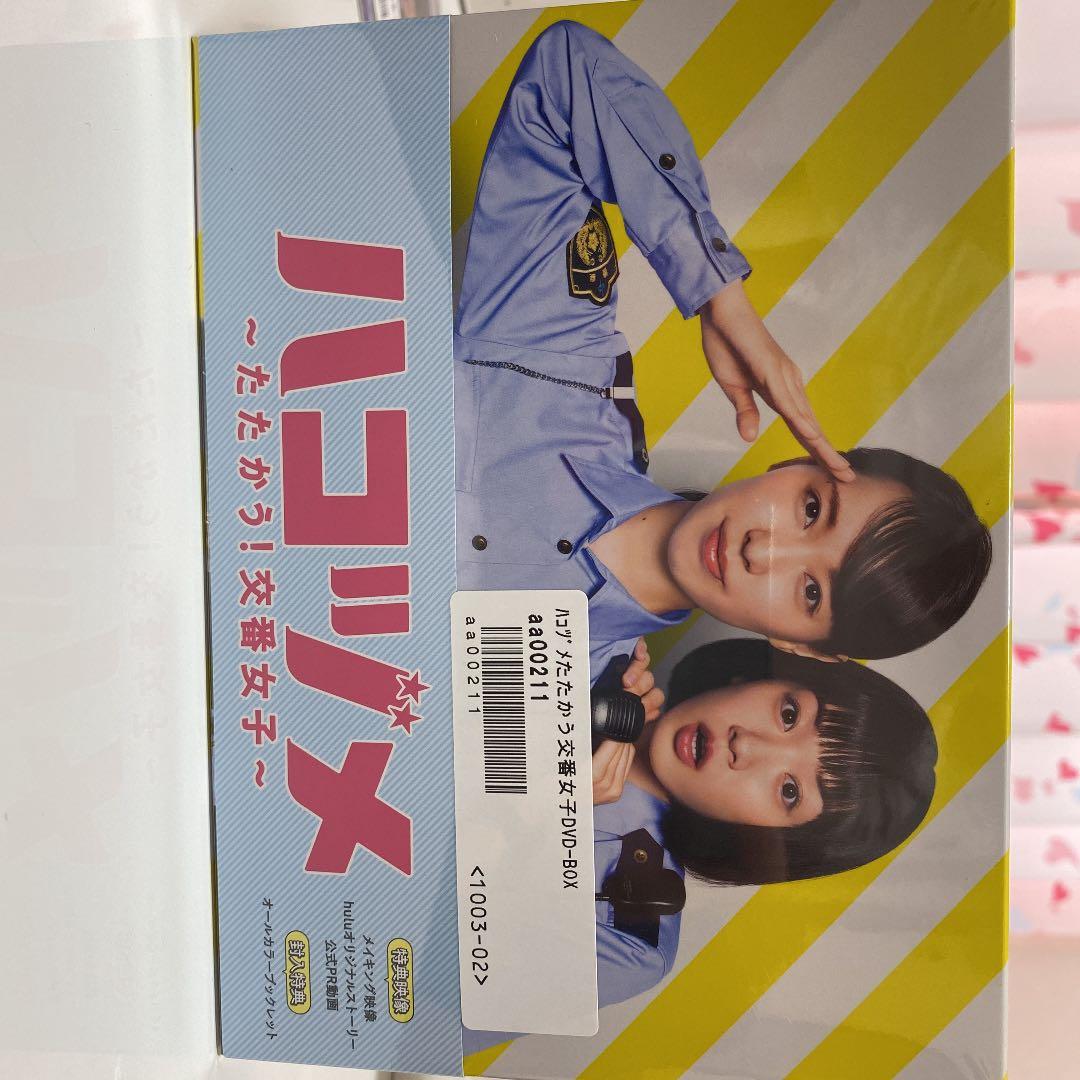 ハコヅメ
～たたかう!交番女子～
特典映像
メイキング映像
huluオリジナルストーリー
公式PR動画
封入特典
オールカラーブックレット
ﾊｺﾂﾞﾒたたかう交番女子DVD-BOX
aa00211
aa00211
<1003-02>